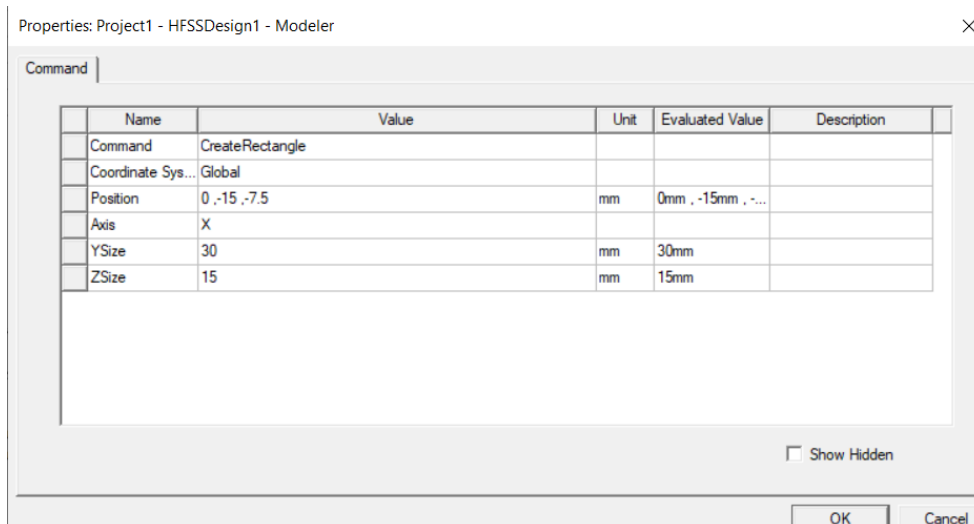 Properties: Project1 - HFSSDesign1 - Modeler
Command
Name Value Unit Evaluated Value Description
Command CreateRectangle
Coordinate Sys... Global
Position 0 ,-15 ,-7.5 mm 0mm , -15mm , -...
Axis X
YSize 30 mm 30mm
ZSize 15 mm 15mm
Show Hidden
OK Cancel